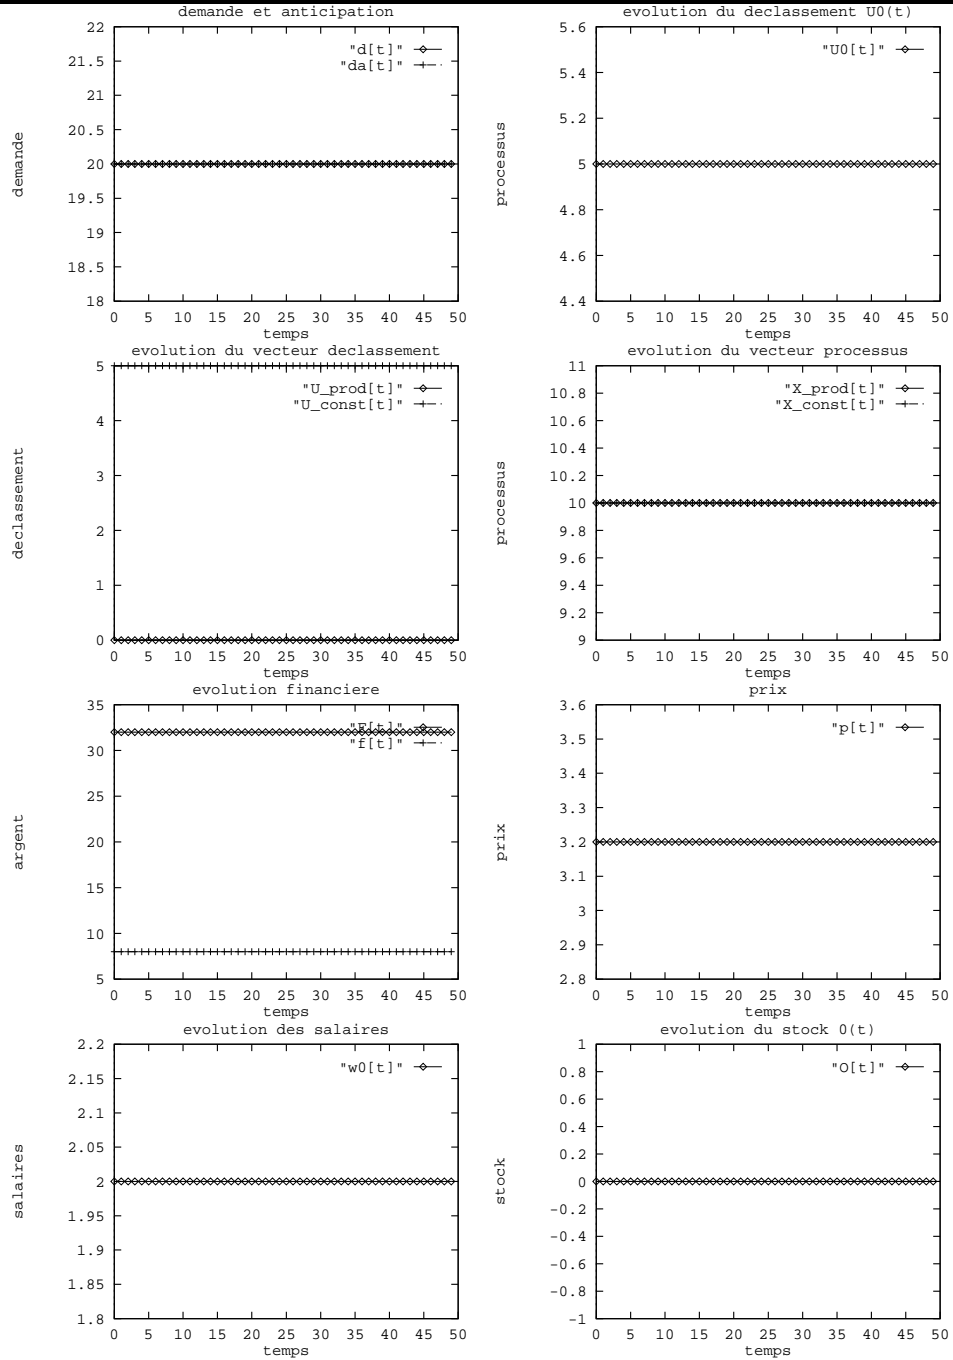 demande et anticipation
22
21.5
21
20.5
20
19.5
19
18.5
18
demande
"d[t]"
"da[t]"
0 5 10 15 20 25 30 35 40 45 50
temps
evolution du declassement U0(t)
5.6
5.4
5.2
5
4.8
4.6
4.4
processus
"U0[t]"
0 5 10 15 20 25 30 35 40 45 50
temps
evolution du vecteur declassement
5
4
3
2
1
0
declassement
"U_prod[t]"
"U_const[t]"
0 5 10 15 20 25 30 35 40 45 50
temps
evolution du vecteur processus
11
10.8
10.6
10.4
10.2
10
9.8
9.6
9.4
9.2
9
processus
"X_prod[t]"
"X_const[t]"
0 5 10 15 20 25 30 35 40 45 50
temps
evolution financiere
35
30
25
20
15
10
5
argent
"F[t]"
"f[t]"
0 5 10 15 20 25 30 35 40 45 50
temps
prix
3.6
3.5
3.4
3.3
3.2
3.1
3
2.9
2.8
prix
"p[t]"
0 5 10 15 20 25 30 35 40 45 50
temps
evolution des salaires
2.2
2.15
2.1
2.05
2
1.95
1.9
1.85
1.8
salaires
"w0[t]"
0 5 10 15 20 25 30 35 40 45 50
temps
evolution du stock 0(t)
1
0.8
0.6
0.4
0.2
0
-0.2
-0.4
-0.6
-0.8
-1
stock
"O[t]"
0 5 10 15 20 25 30 35 40 45 50
temps